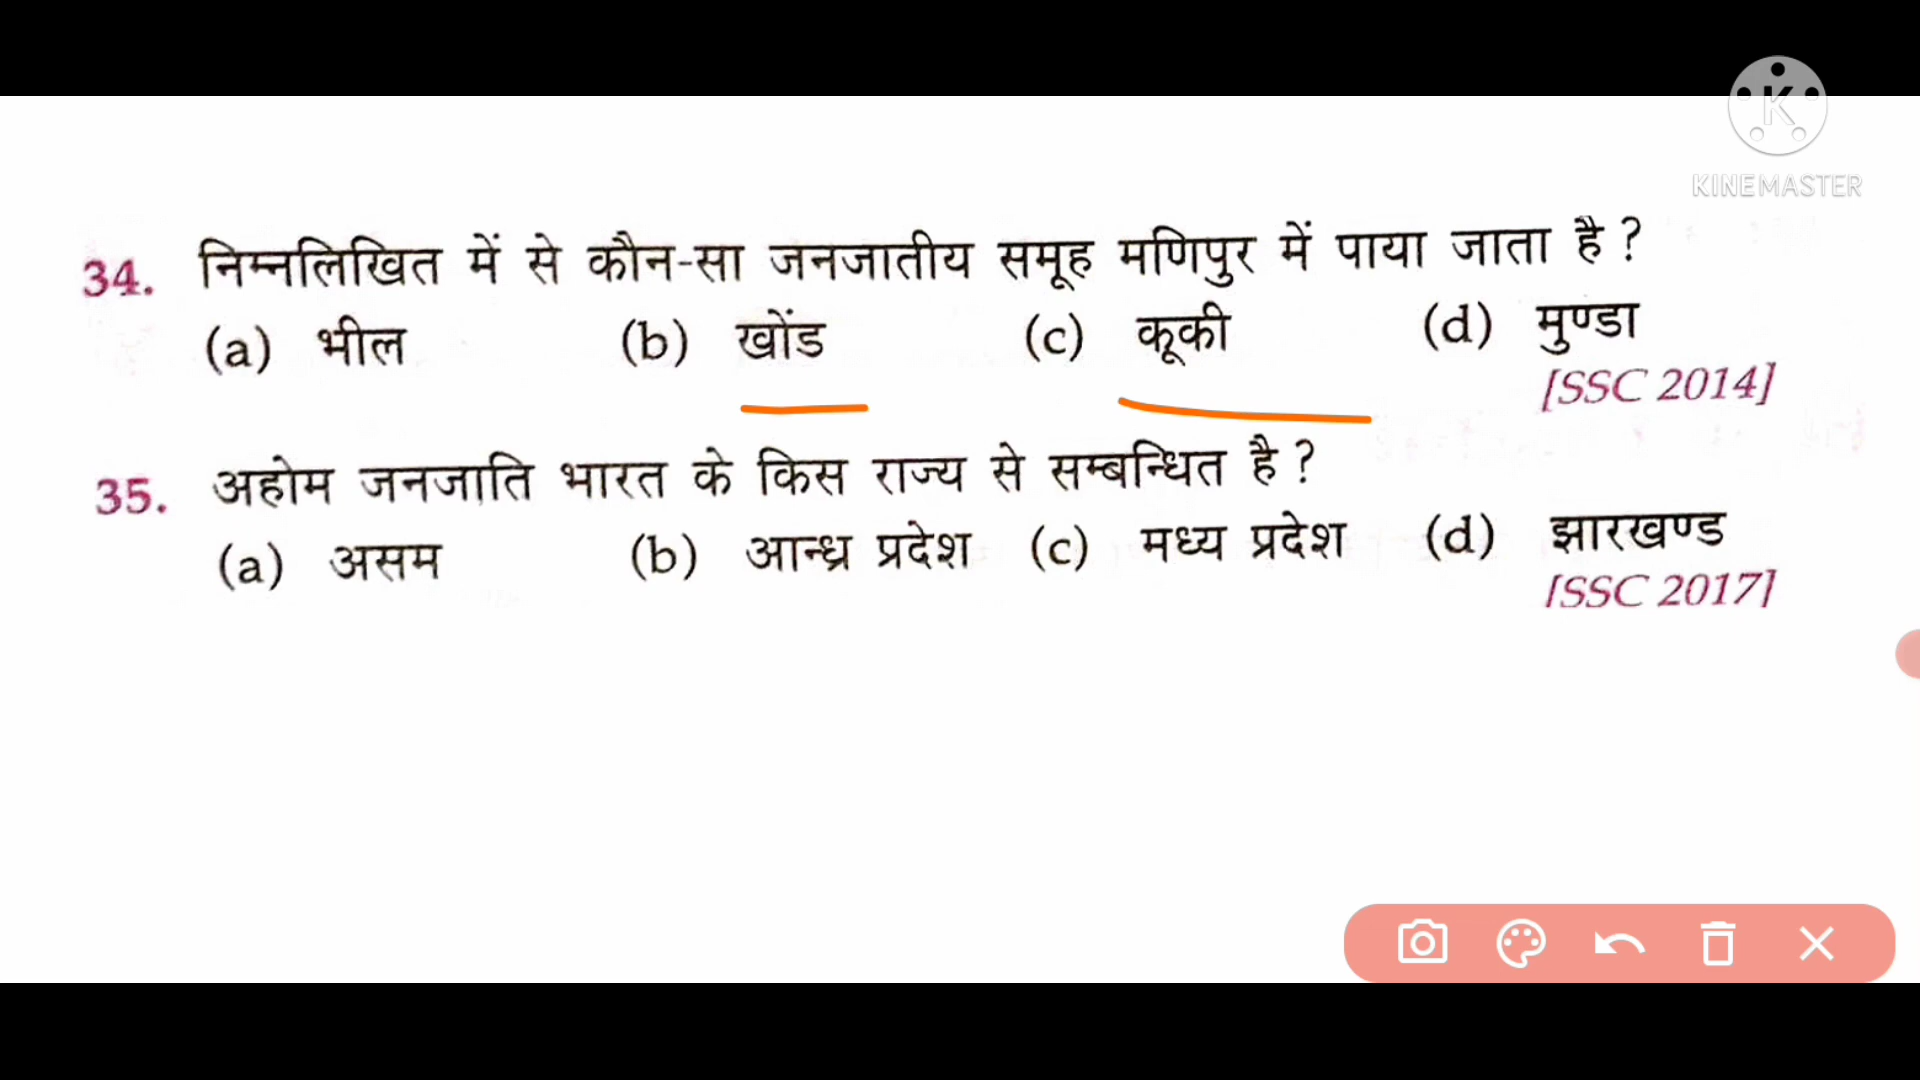 KINEMASTER
34. निम्नलिखित में से कौन-सा जनजातीय समूह मणिपुर में पाया जाता है ?
(a) भील (b) खोंड (c) कूकी (d) मुण्डा
[SSC 2014]
35. अहोम जनजाति भारत के किस राज्य से सम्बन्धित है ?
(a) असम (b) आन्ध्र प्रदेश (c) मध्य प्रदेश (d) झारखण्ड
[SSC 2017]